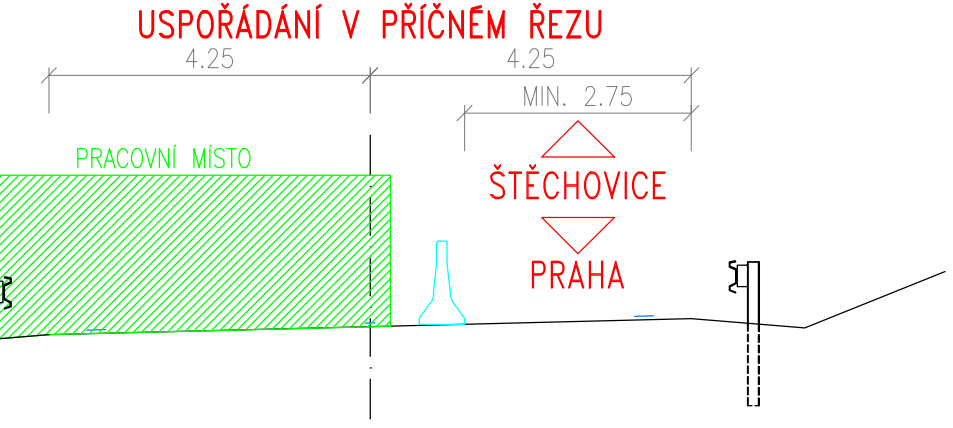 USPOŘÁDÁNÍ V PŘÍČNÉM ŘEZU
4.25 4.25
MIN. 2.75
PRACOVNÍ MÍSTO
ŠTĚCHOVICE
PRAHA